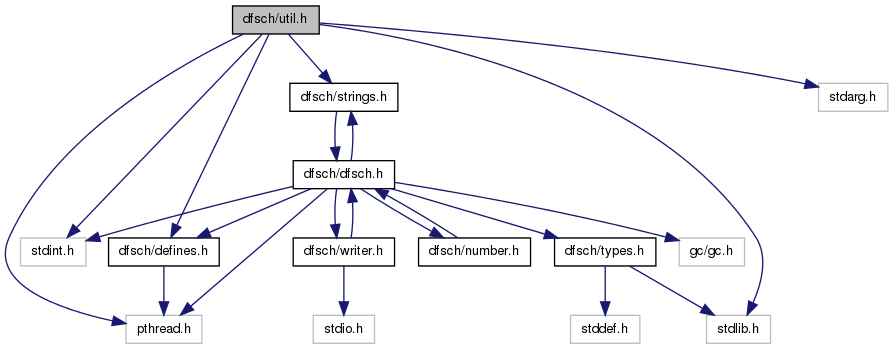 dfsch/util.h
dfsch/strings.h
stdarg.h
dfsch/dfsch.h
stdint.h
dfsch/defines.h
dfsch/writer.h
dfsch/number.h
dfsch/types.h
gc/gc.h
pthread.h
stdio.h
stddef.h
stdlib.h